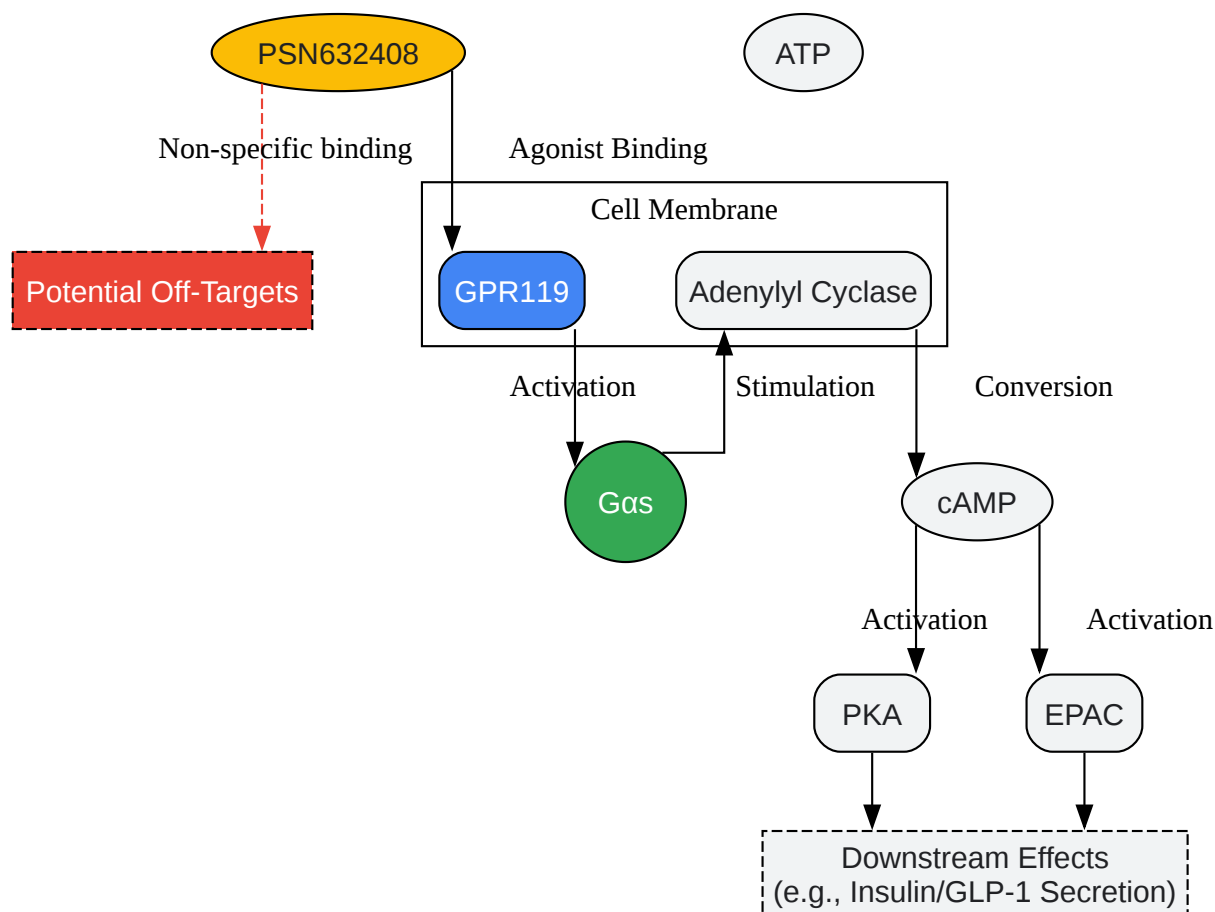 PSN632408
ATP
Non-specific binding
Agonist Binding
Cell Membrane
Potential Off-Targets
GPR119
Adenylyl Cyclase
Activation
Stimulation
Conversion
Gαs
cAMP
Activation
Activation
PKA
EPAC
Downstream Effects
(e.g., Insulin/GLP-1 Secretion)